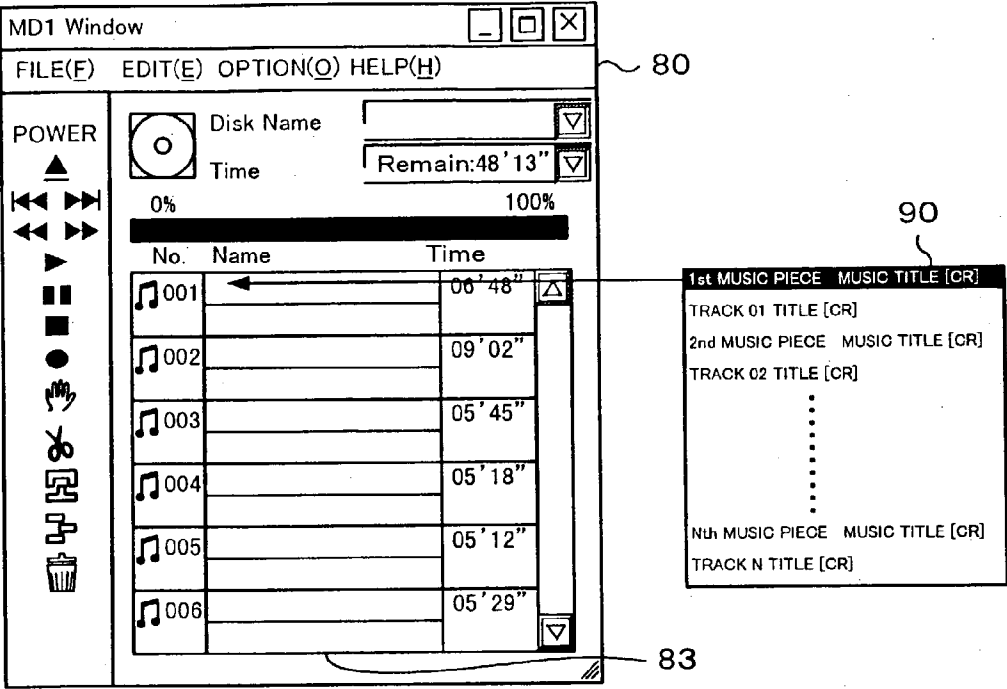 MD1 Window
FILE(F) EDIT(E) OPTION(O) HELP(H)
80
POWER
Disk Name
Time Remain:48'13"
0% 100%
No. Name Time
001 06'48"
002 09'02"
003 05'45"
004 05'18"
005 05'12"
006 05'29"
83
90
1st MUSIC PIECE MUSIC TITLE [CR]
TRACK 01 TITLE [CR]
2nd MUSIC PIECE MUSIC TITLE [CR]
TRACK 02 TITLE [CR]
Nth MUSIC PIECE MUSIC TITLE [CR]
TRACK N TITLE [CR]